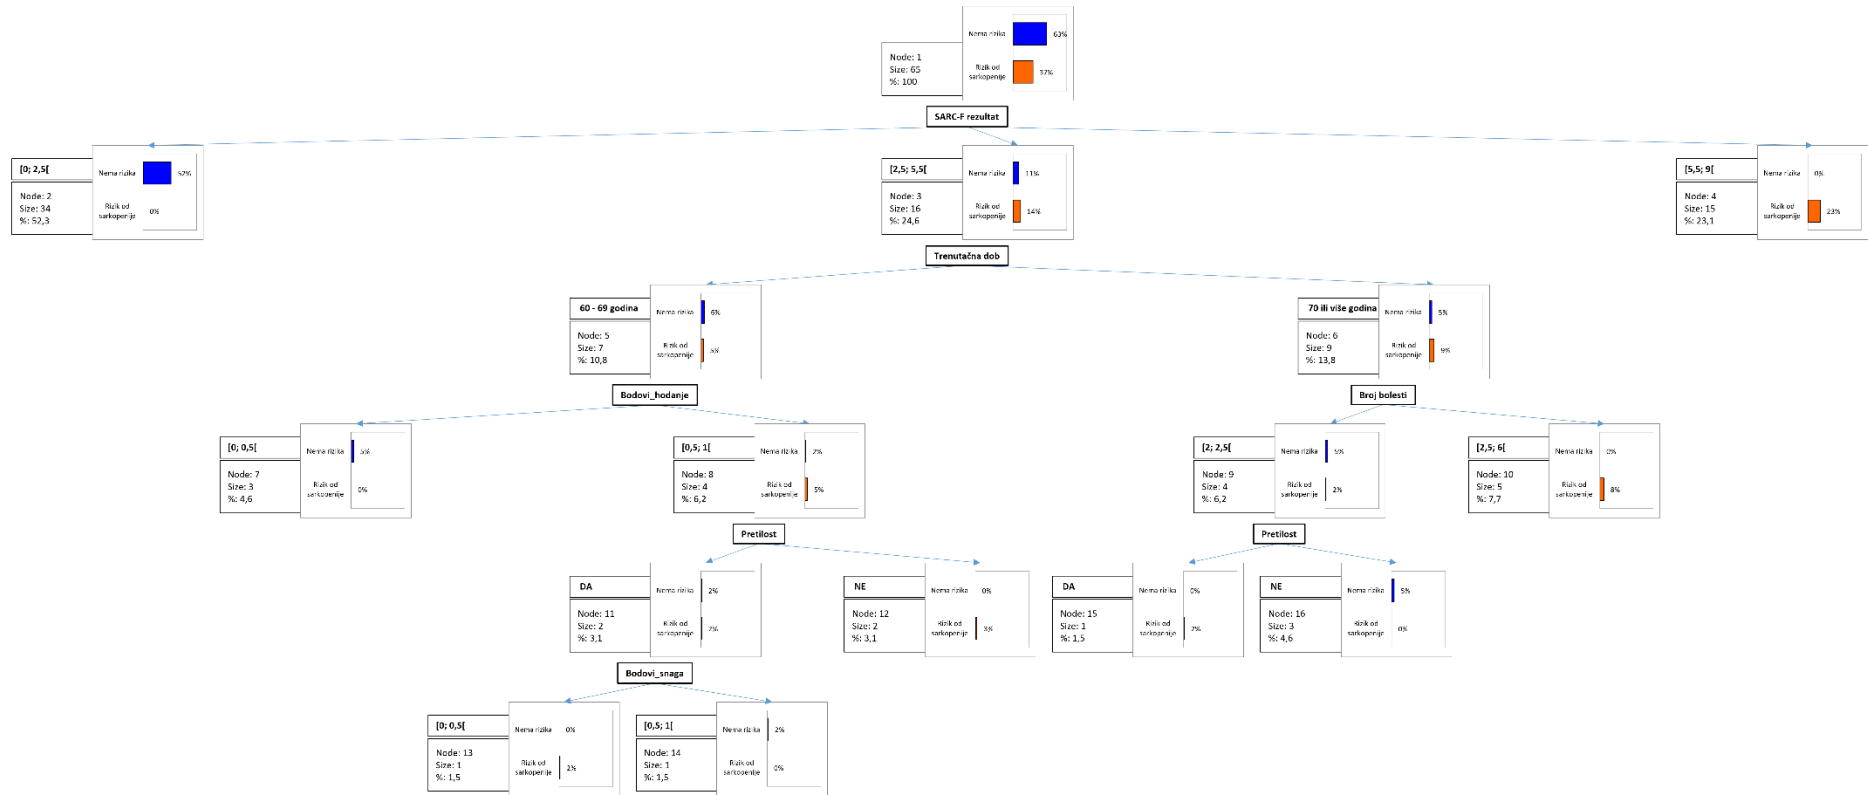 Nema rizika 63%
Node: 1
Size: 65
%: 100
Rizik od
sarkopenije 37%
SARC-F rezultat
[0; 2,5[
Nema rizika 52%
Node: 2
Size: 34
%: 52,3
Rizik od
sarkopenije 0%
[2,5; 5,5[
Nema rizika 11%
Node: 3
Size: 16
%: 24,6
Rizik od
sarkopenije 14%
[5,5; 9[
Nema rizika 0%
Node: 4
Size: 15
%: 23,1
Rizik od
sarkopenije 23%
Trenutačna dob
60 - 69 godina
Nema rizika 6%
Node: 5
Size: 7
%: 10,8
Rizik od
sarkopenije 5%
70 ili više godina
Nema rizika 5%
Node: 6
Size: 9
%: 13,8
Rizik od
sarkopenije 9%
Bodovi_hodanje
Broj bolesti
[0; 0,5[
Nema rizika 5%
Node: 7
Size: 3
%: 4,6
Rizik od
sarkopenije 0%
[0,5; 1[
Nema rizika 2%
Node: 8
Size: 4
%: 6,2
Rizik od
sarkopenije 5%
[2; 2,5[
Nema rizika 5%
Node: 9
Size: 4
%: 6,2
Rizik od
sarkopenije 2%
[2,5; 6[
Nema rizika 0%
Node: 10
Size: 5
%: 7,7
Rizik od
sarkopenije 8%
Pretilost
Pretilost
DA
Nema rizika 2%
Node: 11
Size: 2
%: 3,1
Rizik od
sarkopenije 2%
NE
Nema rizika 0%
Node: 12
Size: 2
%: 3,1
Rizik od
sarkopenije 3%
DA
Nema rizika 0%
Node: 15
Size: 1
%: 1,5
Rizik od
sarkopenije 2%
NE
Nema rizika 5%
Node: 16
Size: 3
%: 4,6
Rizik od
sarkopenije 0%
Bodovi_snaga
[0; 0,5[
Nema rizika 0%
Node: 13
Size: 1
%: 1,5
Rizik od
sarkopenije 2%
[0,5; 1[
Nema rizika 2%
Node: 14
Size: 1
%: 1,5
Rizik od
sarkopenije 0%